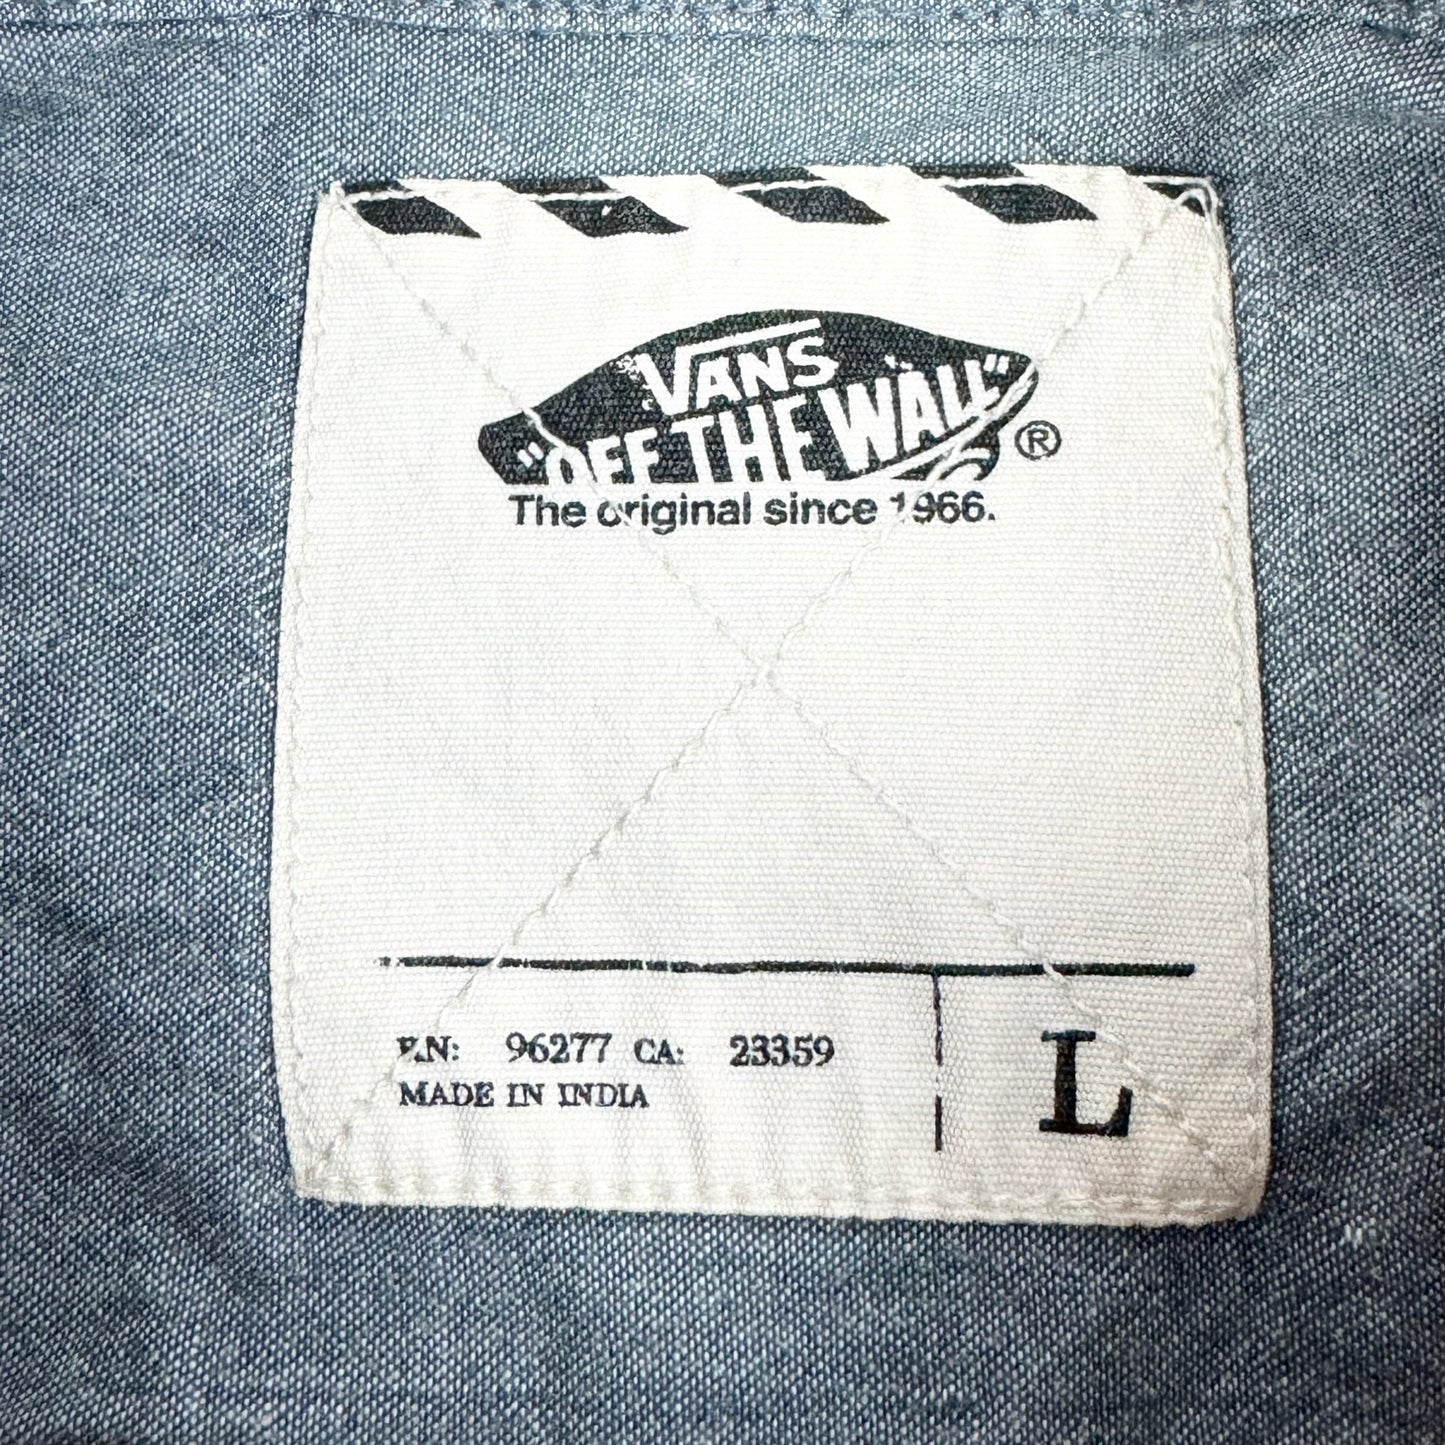 VANS
"OFF THE WALL"
®
The original since 1966.
RN: 96277 CA: 23359
MADE IN INDIA
L